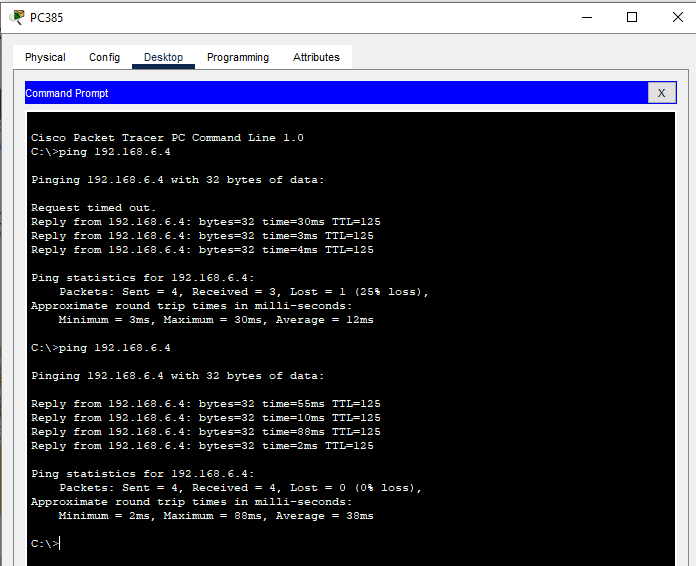 PC385
Physical Config Desktop Programming Attributes
Command Prompt
X
Cisco Packet Tracer PC Command Line 1.0
C:\>ping 192.168.6.4
Pinging 192.168.6.4 with 32 bytes of data:
Request timed out.
Reply from 192.168.6.4: bytes=32 time=30ms TTL=125
Reply from 192.168.6.4: bytes=32 time=3ms TTL=125
Reply from 192.168.6.4: bytes=32 time=4ms TTL=125
Ping statistics for 192.168.6.4:
    Packets: Sent = 4, Received = 3, Lost = 1 (25% loss),
Approximate round trip times in milli-seconds:
    Minimum = 3ms, Maximum = 30ms, Average = 12ms
C:\>ping 192.168.6.4
Pinging 192.168.6.4 with 32 bytes of data:
Reply from 192.168.6.4: bytes=32 time=55ms TTL=125
Reply from 192.168.6.4: bytes=32 time=10ms TTL=125
Reply from 192.168.6.4: bytes=32 time=88ms TTL=125
Reply from 192.168.6.4: bytes=32 time=2ms TTL=125
Ping statistics for 192.168.6.4:
    Packets: Sent = 4, Received = 4, Lost = 0 (0% loss),
Approximate round trip times in milli-seconds:
    Minimum = 2ms, Maximum = 88ms, Average = 38ms
C:\>